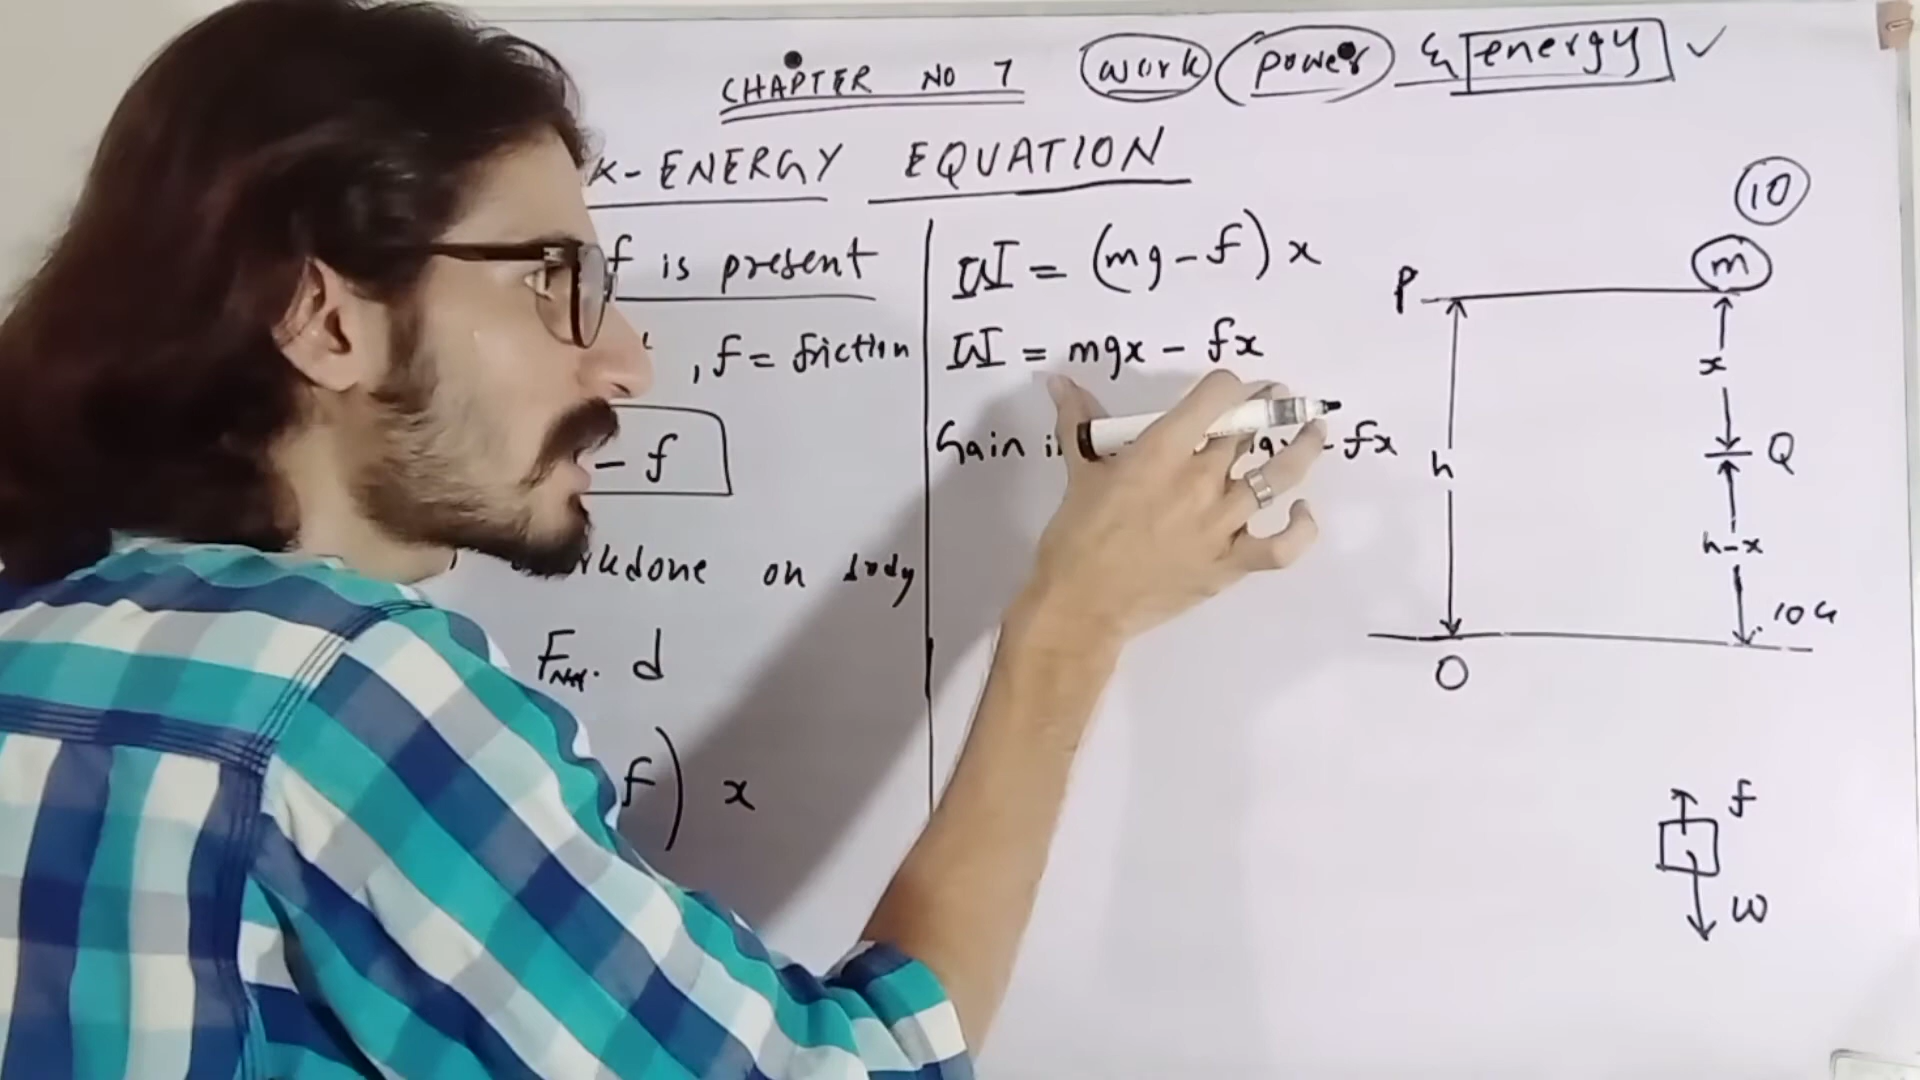 CHAPTER NO 7 work power & energy ✓
K-ENERGY EQUATION
10
f is present
, f = friction
- f
on body
F d
f) x
W = (mg - f) x
W = mgx - fx
Gain - fx
m
P
x
Q
h
h-x
O
f
w